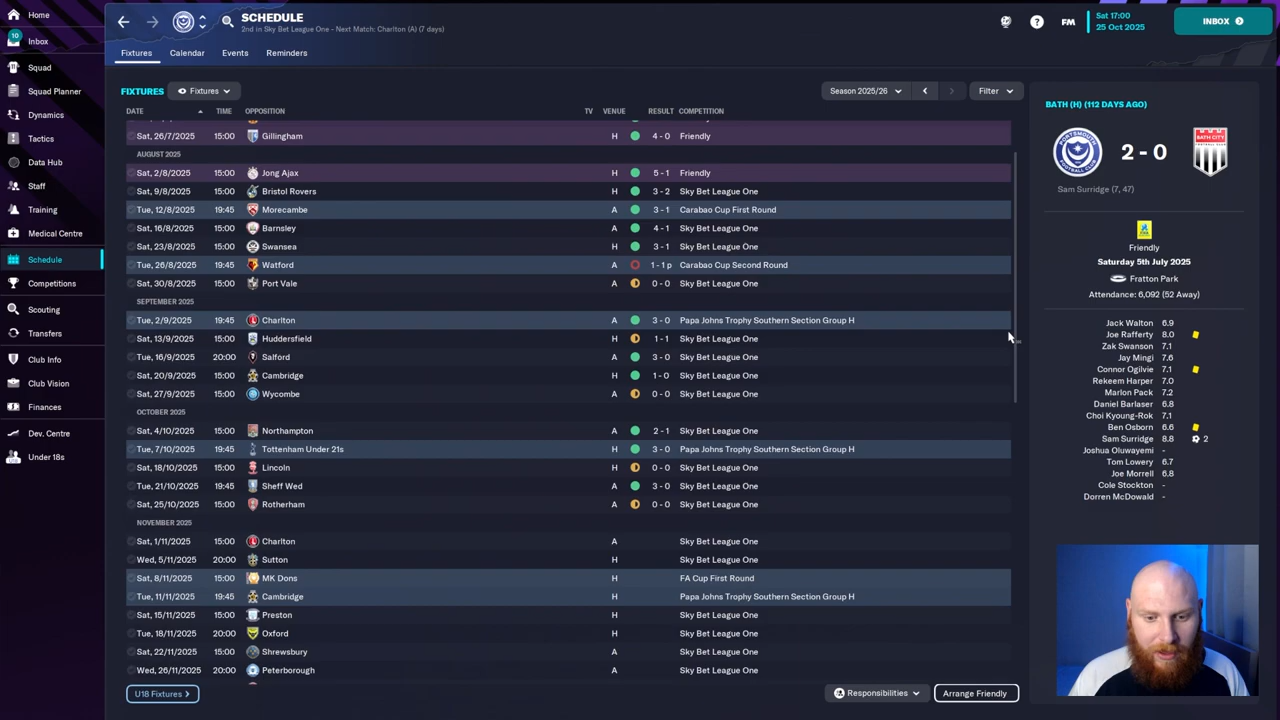 Home
10
Inbox
Squad
Squad Planner
Dynamics
Tactics
Data Hub
Staff
Training
Medical Centre
Schedule
Competitions
Scouting
Transfers
Club Info
Club Vision
Finances
Dev. Centre
Under 18s
SCHEDULE
2nd in Sky Bet League One - Next Match: Charlton (A) (7 days)
?
FM
Sat 17:00
25 Oct 2025
INBOX
Fixtures Calendar Events Reminders
FIXTURES Fixtures Season 2025/26 Filter
DATE TIME OPPOSITION TV VENUE RESULT COMPETITION
Sat, 26/7/2025 15:00 Gillingham H 4 - 0 Friendly
AUGUST 2025
Sat, 2/8/2025 15:00 Jong Ajax H 5 - 1 Friendly
Sat, 9/8/2025 15:00 Bristol Rovers H 3 - 2 Sky Bet League One
Tue, 12/8/2025 19:45 Morecambe A 3 - 1 Carabao Cup First Round
Sat, 16/8/2025 15:00 Barnsley A 4 - 1 Sky Bet League One
Sat, 23/8/2025 15:00 Swansea H 3 - 1 Sky Bet League One
Tue, 26/8/2025 19:45 Watford A 1 - 1 p Carabao Cup Second Round
Sat, 30/8/2025 15:00 Port Vale A 0 - 0 Sky Bet League One
SEPTEMBER 2025
Tue, 2/9/2025 19:45 Charlton A 3 - 0 Papa Johns Trophy Southern Section Group H
Sat, 13/9/2025 15:00 Huddersfield H 1 - 1 Sky Bet League One
Tue, 16/9/2025 20:00 Salford A 3 - 0 Sky Bet League One
Sat, 20/9/2025 15:00 Cambridge H 1 - 0 Sky Bet League One
Sat, 27/9/2025 15:00 Wycombe A 0 - 0 Sky Bet League One
OCTOBER 2025
Sat, 4/10/2025 15:00 Northampton A 2 - 1 Sky Bet League One
Tue, 7/10/2025 19:45 Tottenham Under 21s H 3 - 0 Papa Johns Trophy Southern Section Group H
Sat, 18/10/2025 15:00 Lincoln H 0 - 0 Sky Bet League One
Tue, 21/10/2025 19:45 Sheff Wed A 3 - 0 Sky Bet League One
Sat, 25/10/2025 15:00 Rotherham A 0 - 0 Sky Bet League One
NOVEMBER 2025
Sat, 1/11/2025 15:00 Charlton A Sky Bet League One
Wed, 5/11/2025 20:00 Sutton H Sky Bet League One
Sat, 8/11/2025 15:00 MK Dons H FA Cup First Round
Tue, 11/11/2025 19:45 Cambridge H Papa Johns Trophy Southern Section Group H
Sat, 15/11/2025 15:00 Preston H Sky Bet League One
Tue, 18/11/2025 20:00 Oxford H Sky Bet League One
Sat, 22/11/2025 15:00 Shrewsbury A Sky Bet League One
Wed, 26/11/2025 20:00 Peterborough A Sky Bet League One
U18 Fixtures Responsibilities Arrange Friendly
BATH (H) (112 DAYS AGO)
2 - 0
Sam Surridge (7, 47)
Friendly
Saturday 5th July 2025
Fratton Park
Attendance: 6,092 (52 Away)
Jack Walton 6.9
Joe Rafferty 8.0
Zak Swanson 7.1
Jay Mingi 7.6
Connor Ogilvie 7.1
Rekeem Harper 7.0
Marlon Pack 7.2
Daniel Barlaser 6.8
Choi Kyoung-Rok 7.1
Ben Osborn 6.6
Sam Surridge 8.8 2
Joshua Oluwayemi -
Tom Lowery 6.7
Joe Morrell 6.8
Cole Stockton -
Dorren McDowald -